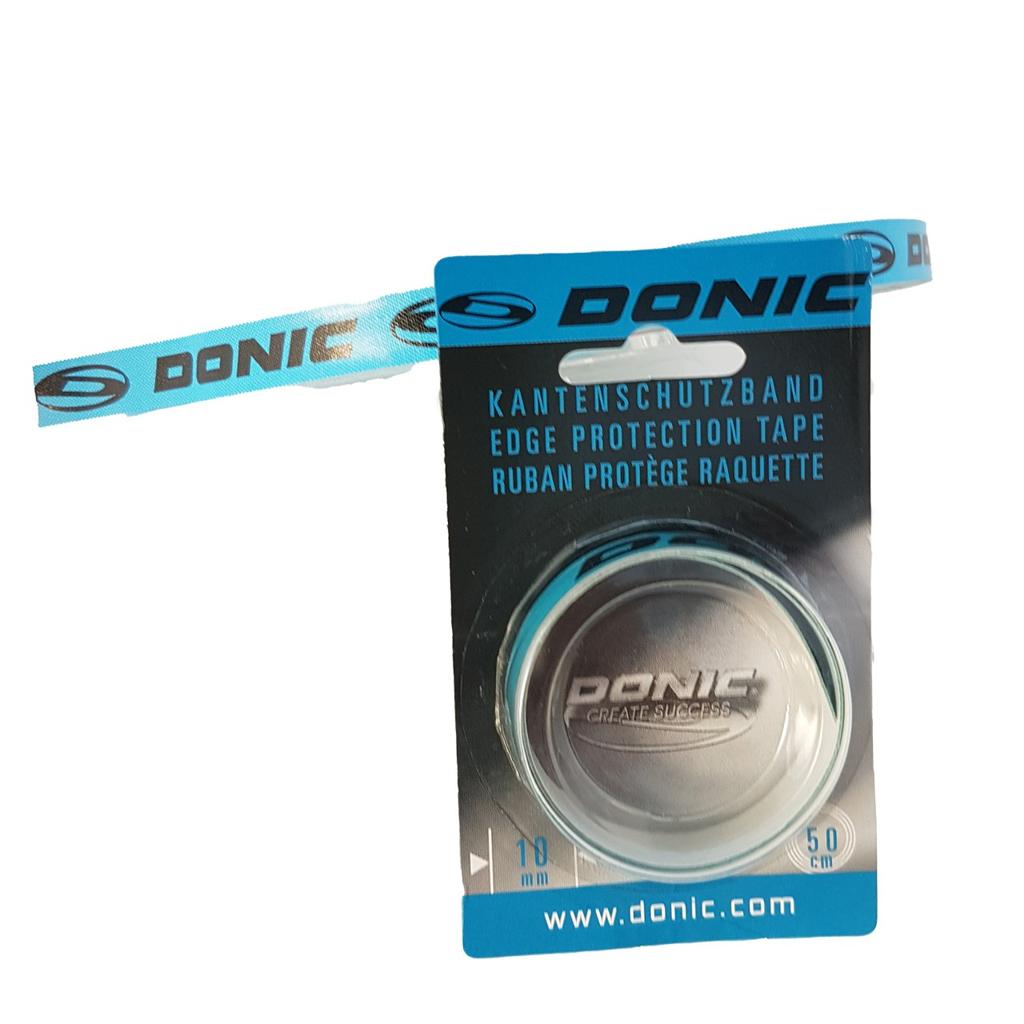 DONIC
DONIC
KANTENSCHUTZBAND
EDGE PROTECTION TAPE
RUBAN PROTÈGE RAQUETTE
DONIC
CREATE SUCCESS
10
mm
50
cm
www.donic.com